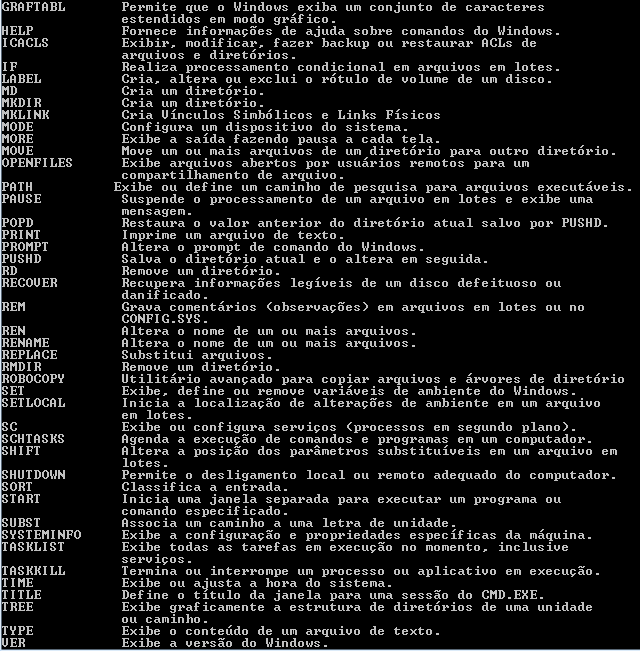 GRAFTABL       Permite que o Windows exiba um conjunto de caracteres
               estendidos em modo gráfico.
HELP           Fornece informações de ajuda sobre comandos do Windows.
ICACLS         Exibir, modificar, fazer backup ou restaurar ACLs de
               arquivos e diretórios.
IF             Realiza processamento condicional em arquivos em lotes.
LABEL          Cria, altera ou exclui o rótulo de volume de um disco.
MD             Cria um diretório.
MKDIR          Cria um diretório.
MKLINK         Cria Vínculos Simbólicos e Links Físicos
MODE           Configura um dispositivo do sistema.
MORE           Exibe a saída fazendo pausa a cada tela.
MOVE           Move um ou mais arquivos de um diretório para outro diretório.
OPENFILES      Exibe arquivos abertos por usuários remotos para um
               compartilhamento de arquivo.
PATH          Exibe ou define um caminho de pesquisa para arquivos executáveis.
PAUSE          Suspende o processamento de um arquivo em lotes e exibe uma
               mensagem.
POPD           Restaura o valor anterior do diretório atual salvo por PUSHD.
PRINT          Imprime um arquivo de texto.
PROMPT         Altera o prompt de comando do Windows.
PUSHD          Salva o diretório atual e o altera em seguida.
RD             Remove um diretório.
RECOVER        Recupera informações legíveis de um disco defeituoso ou
               danificado.
REM            Grava comentários (observações) em arquivos em lotes ou no
               CONFIG.SYS.
REN            Altera o nome de um ou mais arquivos.
RENAME         Altera o nome de um ou mais arquivos.
REPLACE        Substitui arquivos.
RMDIR          Remove um diretório.
ROBOCOPY       Utilitário avançado para copiar arquivos e árvores de diretório
SET            Exibe, define ou remove variáveis de ambiente do Windows.
SETLOCAL       Inicia a localização de alterações de ambiente em um arquivo
               em lotes.
SC             Exibe ou configura serviços (processos em segundo plano).
SCHTASKS       Agenda a execução de comandos e programas em um computador.
SHIFT          Altera a posição dos parâmetros substituíveis em um arquivo em
               lotes.
SHUTDOWN       Permite o desligamento local ou remoto adequado do computador.
SORT           Classifica a entrada.
START          Inicia uma janela separada para executar um programa ou
               comando especificado.
SUBST          Associa um caminho a uma letra de unidade.
SYSTEMINFO     Exibe a configuração e propriedades específicas da máquina.
TASKLIST       Exibe todas as tarefas em execução no momento, inclusive
               serviços.
TASKKILL       Termina ou interrompe um processo ou aplicativo em execução.
TIME           Exibe ou ajusta a hora do sistema.
TITLE          Define o título da janela para uma sessão do CMD.EXE.
TREE           Exibe graficamente a estrutura de diretórios de uma unidade
               ou caminho.
TYPE           Exibe o conteúdo de um arquivo de texto.
VER            Exibe a versão do Windows.